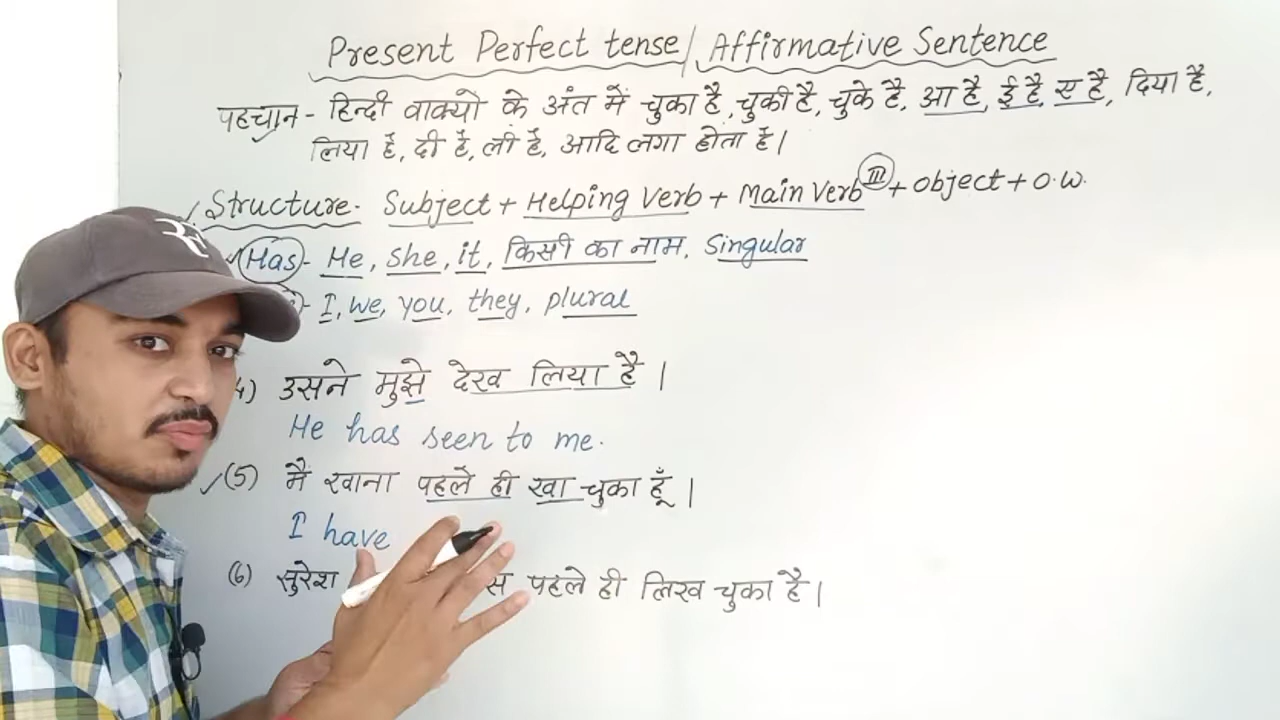 Present Perfect tense/ Affirmative Sentence
पहचान - हिन्दी वाक्यो के अंत में चुका है, चुकी है, चुके है, आ है, ई है, ए है, दिया है,
लिया है, दी है, ली है, आदि लगा होता है।
Structure- Subject + Helping Verb + Main Verb III + object + o.w.
Has - He, She, it, किसी का नाम, Singular
- I, we, you, they, plural
4) उसने मुझे देख लिया है।
He has seen to me.
(5) मै खाना पहले ही खा चुका हूँ।
I have
(6) सुरेश पहले ही लिख चुका है।